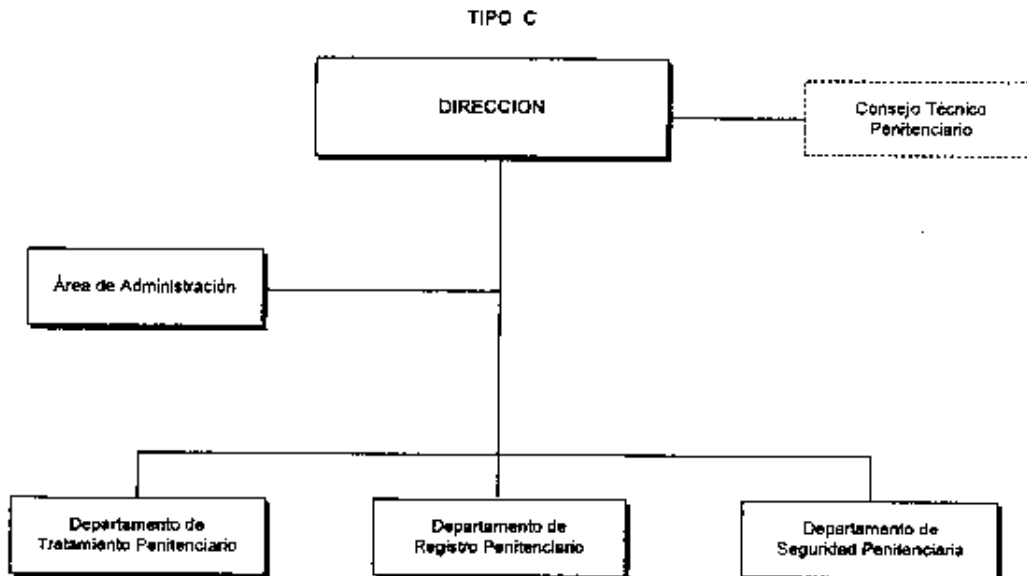 TIPO C
DIRECCION
Consejo Técnico
Penitenciario
Área de Administración
Departamento de
Tratamiento Penitenciario
Departamento de
Registro Penitenciario
Departamento de
Seguridad Penitenciaria